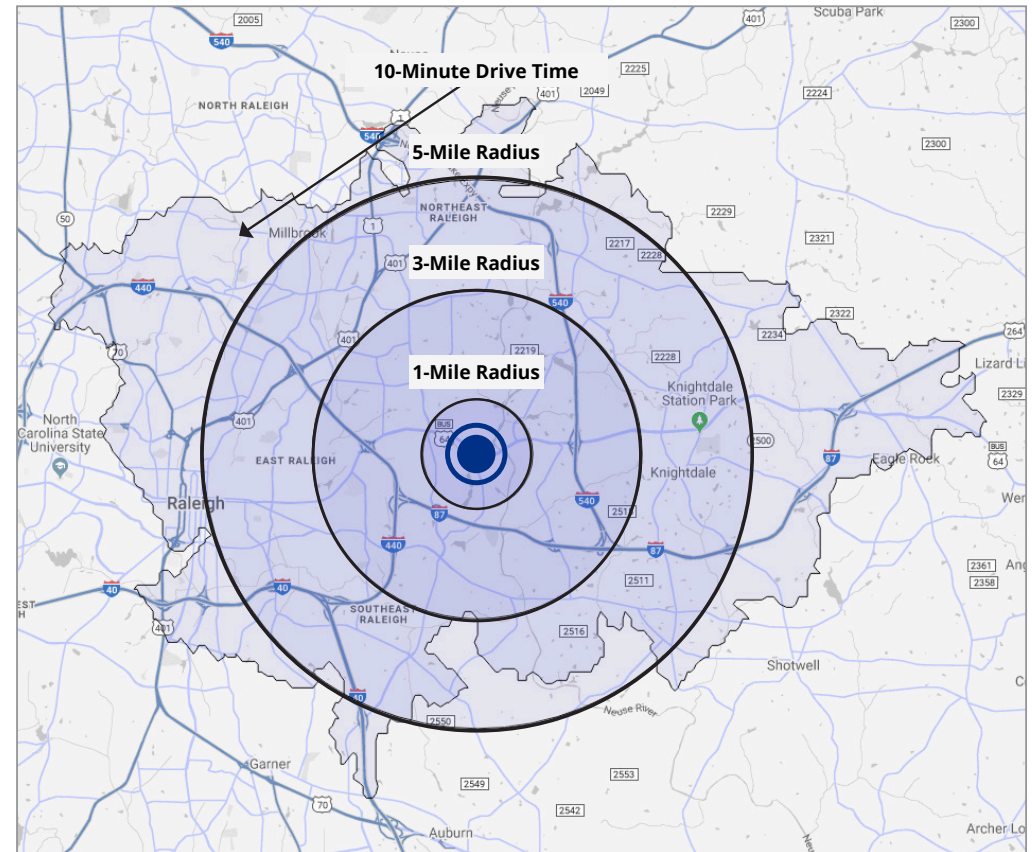 2005
401
Scuba Park
2300
540
10-Minute Drive Time
2225
401
2049
2224
NORTH RALEIGH
1
540
2300
5-Mile Radius
50
NORTHEAST
RALEIGH
2229
Millbrook
1
2217
2321
2228
401
3-Mile Radius
440
540
2322
2234
264
401
70
2219
2228
Lizard Li
1-Mile Radius
Knightdale
Station Park
2329
North
Carolina State
University
401
BUS
64
2500
BUS
64
EAST RALEIGH
87
Eagle Rock
Knightdale
Raleigh
540
87
440
87
2361
40
40
2511
2358
SOUTHEAST
RALEIGH
401
2516
Shotwell
40
2550
Neuse River
Garner
2549
2553
70
2542
Auburn
Archer Lo